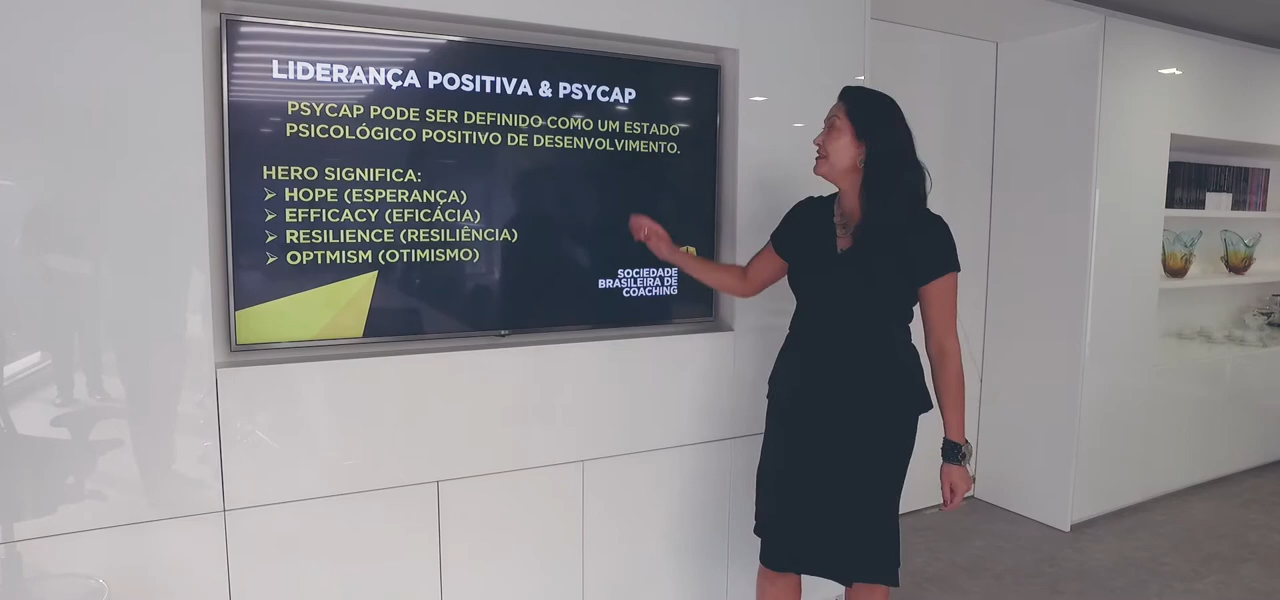 LIDERANÇA POSITIVA & PSYCAP
PSYCAP PODE SER DEFINIDO COMO UM ESTADO
PSICOLÓGICO POSITIVO DE DESENVOLVIMENTO.
HERO SIGNIFICA:
➢ HOPE (ESPERANÇA)
➢ EFFICACY (EFICÁCIA)
➢ RESILIENCE (RESILIÊNCIA)
➢ OPTMISM (OTIMISMO)
SOCIEDADE
BRASILEIRA DE
COACHING